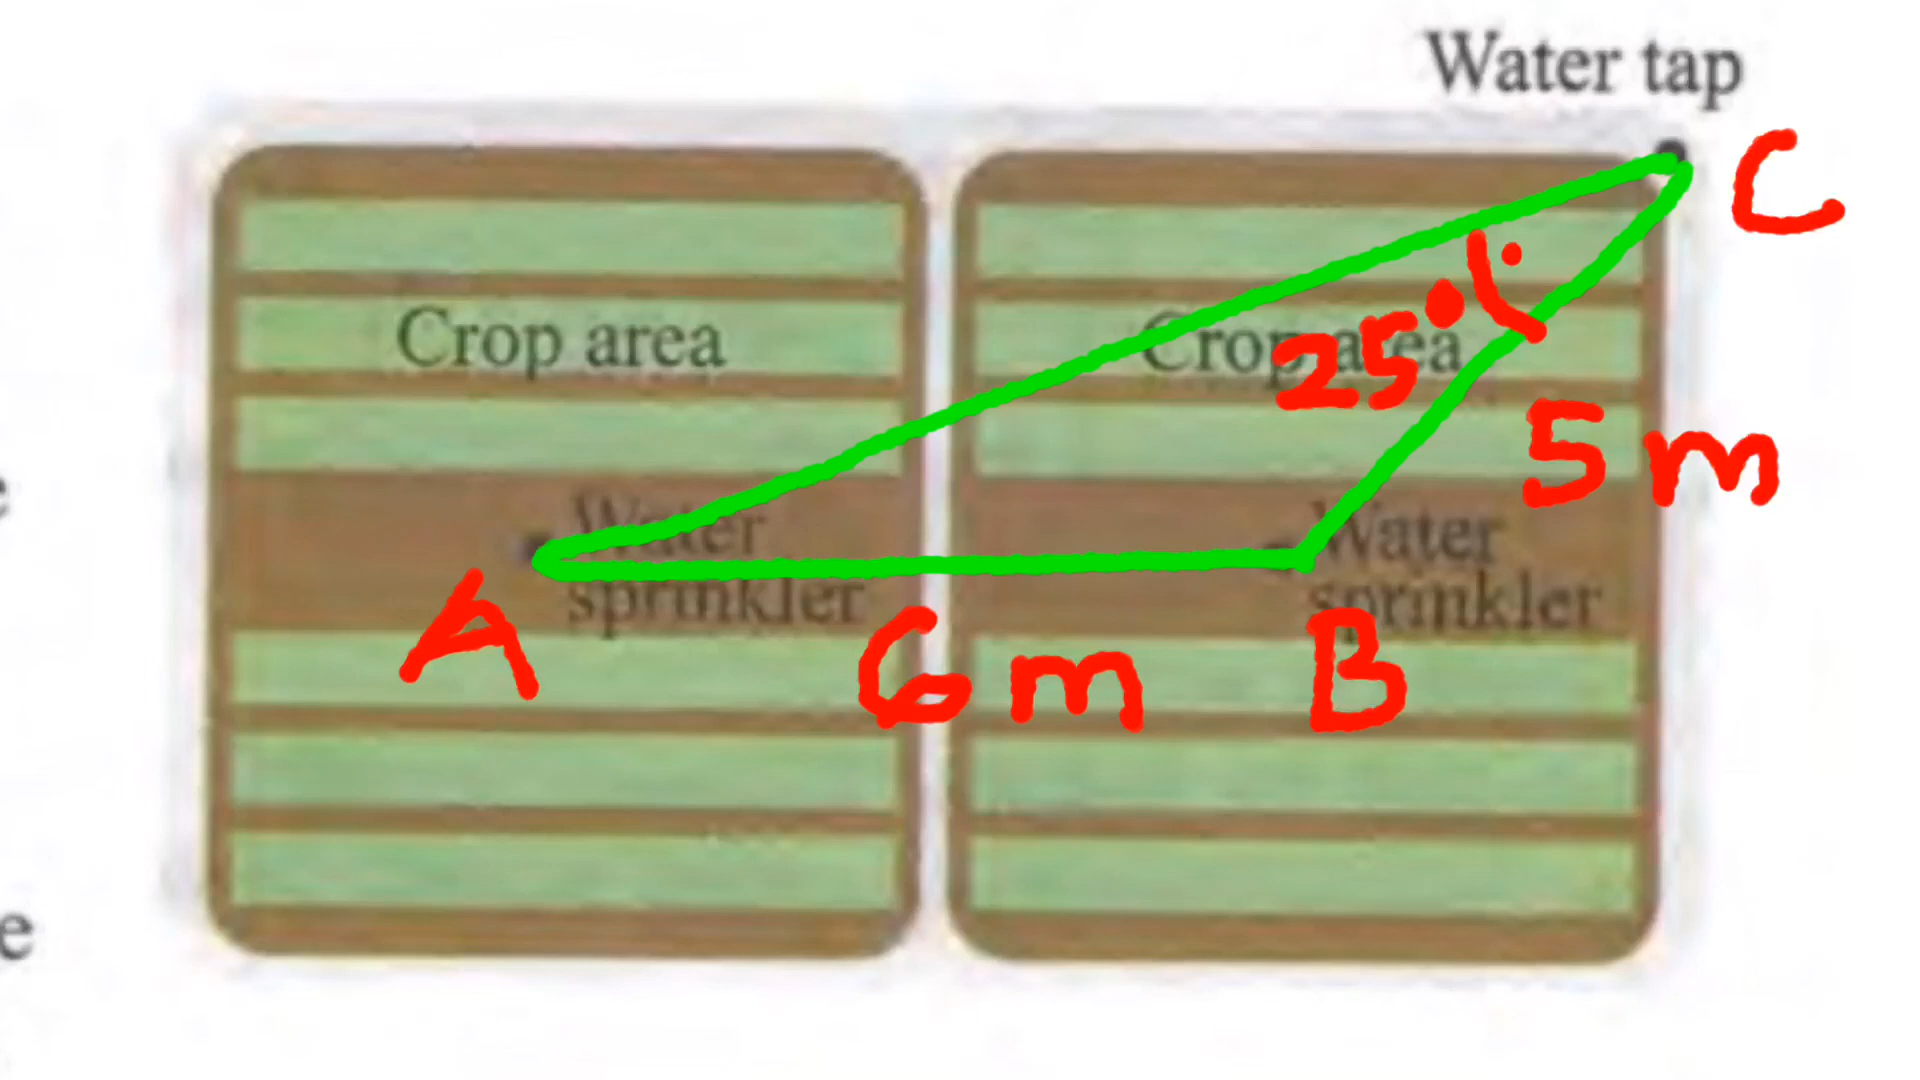 Water tap
C
25°
Crop area
Crop area
5 m
Water
sprinkler
Water
sprinkler
A
6 m
B
e
e